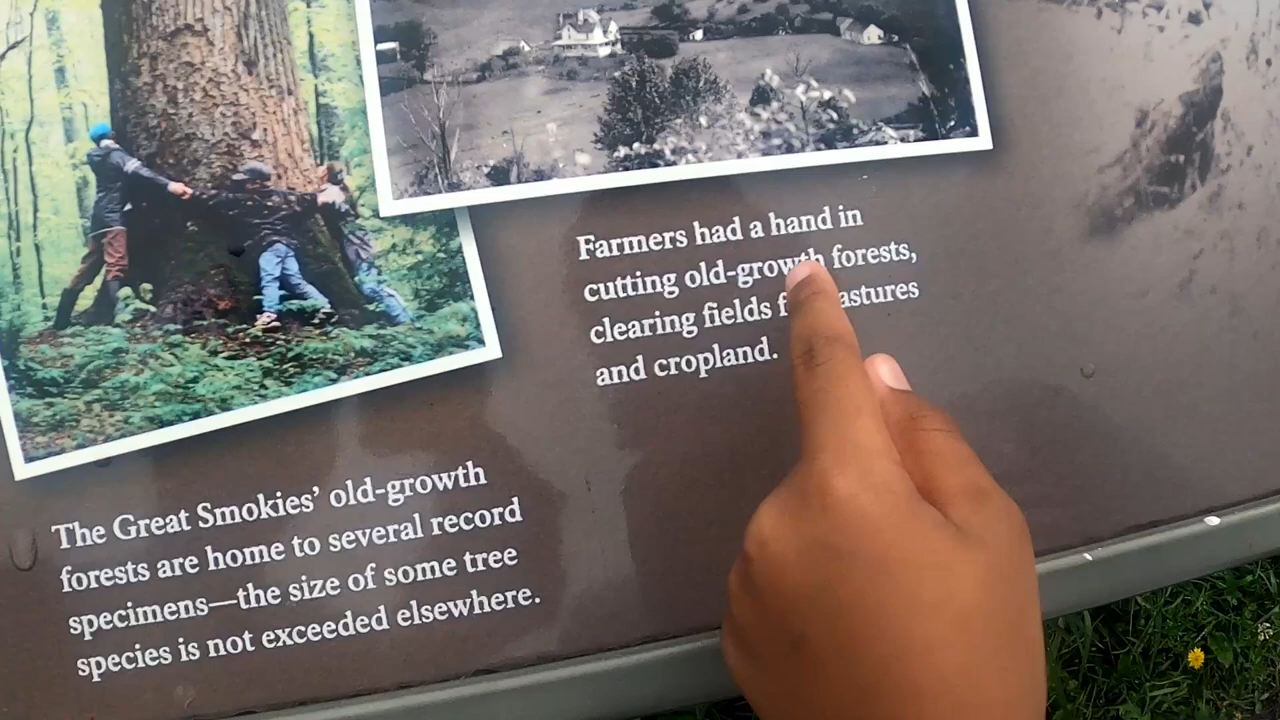 Farmers had a hand in
cutting old-growth forests,
clearing fields
and cropland.
The Great Smokies' old-growth
forests are home to several record
specimens—the size of some tree
species is not exceeded elsewhere.